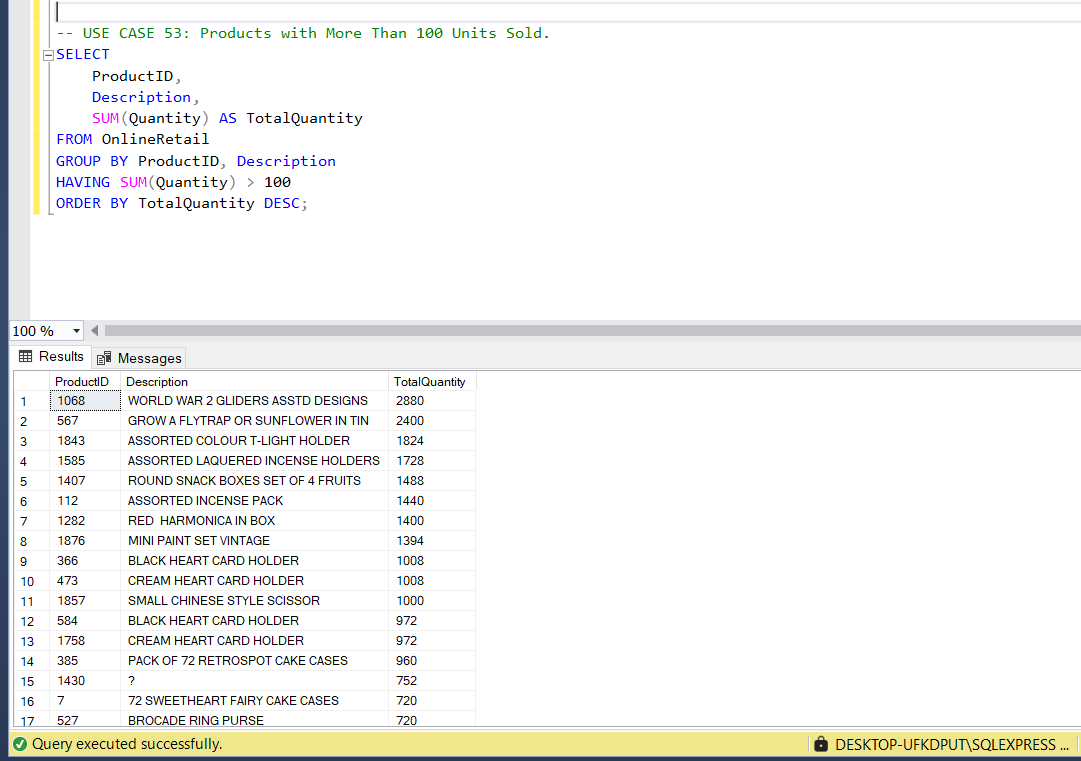 -- USE CASE 53: Products with More Than 100 Units Sold.
SELECT
ProductID,
Description,
SUM(Quantity) AS TotalQuantity
FROM OnlineRetail
GROUP BY ProductID, Description
HAVING SUM(Quantity) > 100
ORDER BY TotalQuantity DESC;
100 %
Results Messages
ProductID Description TotalQuantity
1 1068 WORLD WAR 2 GLIDERS ASSTD DESIGNS 2880
2 567 GROW A FLYTRAP OR SUNFLOWER IN TIN 2400
3 1843 ASSORTED COLOUR T-LIGHT HOLDER 1824
4 1585 ASSORTED LAQUERED INCENSE HOLDERS 1728
5 1407 ROUND SNACK BOXES SET OF 4 FRUITS 1488
6 112 ASSORTED INCENSE PACK 1440
7 1282 RED  HARMONICA IN BOX 1400
8 1876 MINI PAINT SET VINTAGE 1394
9 366 BLACK HEART CARD HOLDER 1008
10 473 CREAM HEART CARD HOLDER 1008
11 1857 SMALL CHINESE STYLE SCISSOR 1000
12 584 BLACK HEART CARD HOLDER 972
13 1758 CREAM HEART CARD HOLDER 972
14 385 PACK OF 72 RETROSPOT CAKE CASES 960
15 1430 ? 752
16 7 72 SWEETHEART FAIRY CAKE CASES 720
17 527 BROCADE RING PURSE 720
Query executed successfully. DESKTOP-UFKDPUT\SQLEXPRESS ...